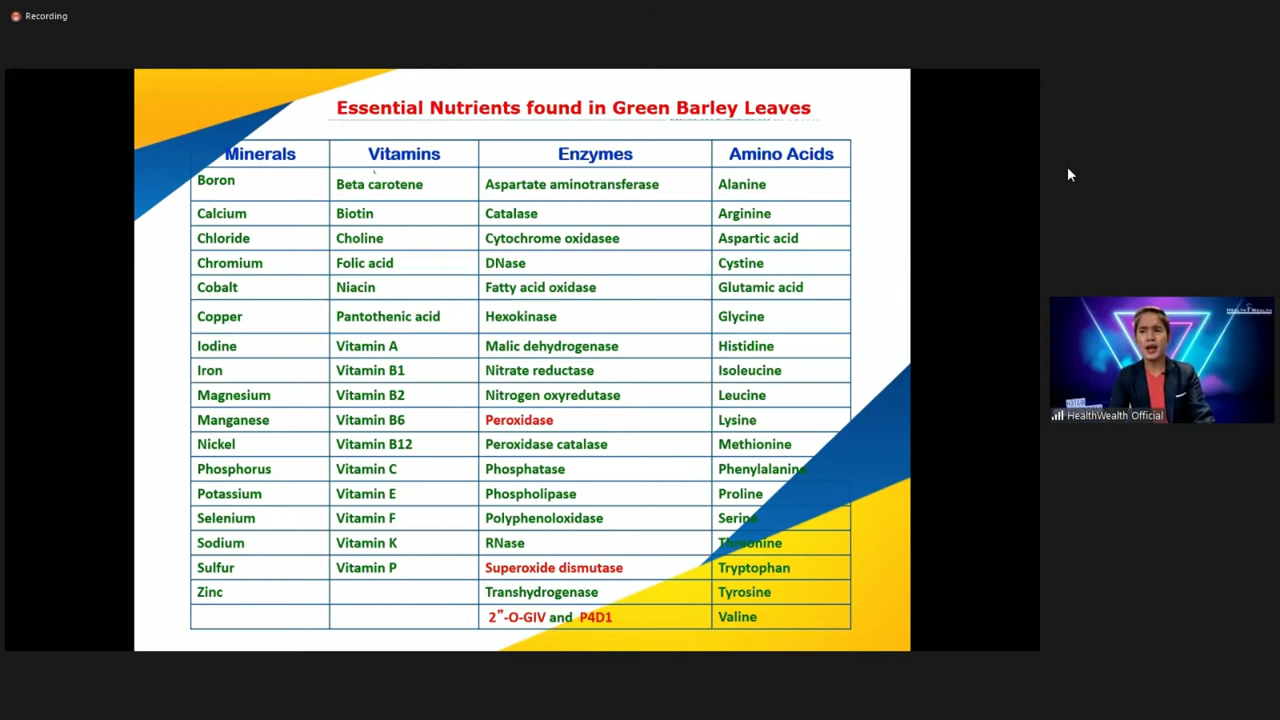 Recording
Essential Nutrients found in Green Barley Leaves
Minerals Vitamins Enzymes Amino Acids
Boron Beta carotene Aspartate aminotransferase Alanine
Calcium Biotin Catalase Arginine
Chloride Choline Cytochrome oxidasee Aspartic acid
Chromium Folic acid DNase Cystine
Cobalt Niacin Fatty acid oxidase Glutamic acid
Copper Pantothenic acid Hexokinase Glycine
Iodine Vitamin A Malic dehydrogenase Histidine
Iron Vitamin B1 Nitrate reductase Isoleucine
Magnesium Vitamin B2 Nitrogen oxyredutase Leucine
Manganese Vitamin B6 Peroxidase Lysine
Nickel Vitamin B12 Peroxidase catalase Methionine
Phosphorus Vitamin C Phosphatase Phenylalanine
Potassium Vitamin E Phospholipase Proline
Selenium Vitamin F Polyphenoloxidase Serine
Sodium Vitamin K RNase Threonine
Sulfur Vitamin P Superoxide dismutase Tryptophan
Zinc Transhydrogenase Tyrosine
2”-O-GIV and P4D1 Valine
HEALTH WEALTH
HealthWealth Official